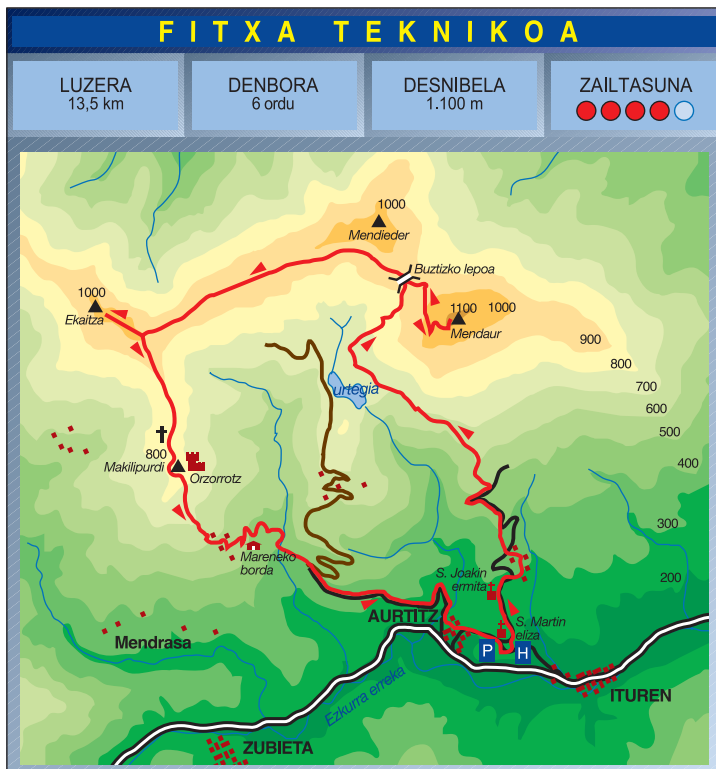 FITXA TEKNIKOA
LUZERA
13,5 km
DENBORA
6 ordu
DESNIBELA
1.100 m
ZAILTASUNA
1000
Mendieder
Buztizko lepoa
1000
Ekaitza
1100
1000
Mendaur
900
800
700
600
500
400
300
200
urtegia
800
Makilipurdi
Orzorrotz
Mareneko
borda
S. Joakin
ermita
S. Martin
eliza
AURTITZ
P
H
Mendrasa
ITUREN
Ezkurra erreka
ZUBIETA